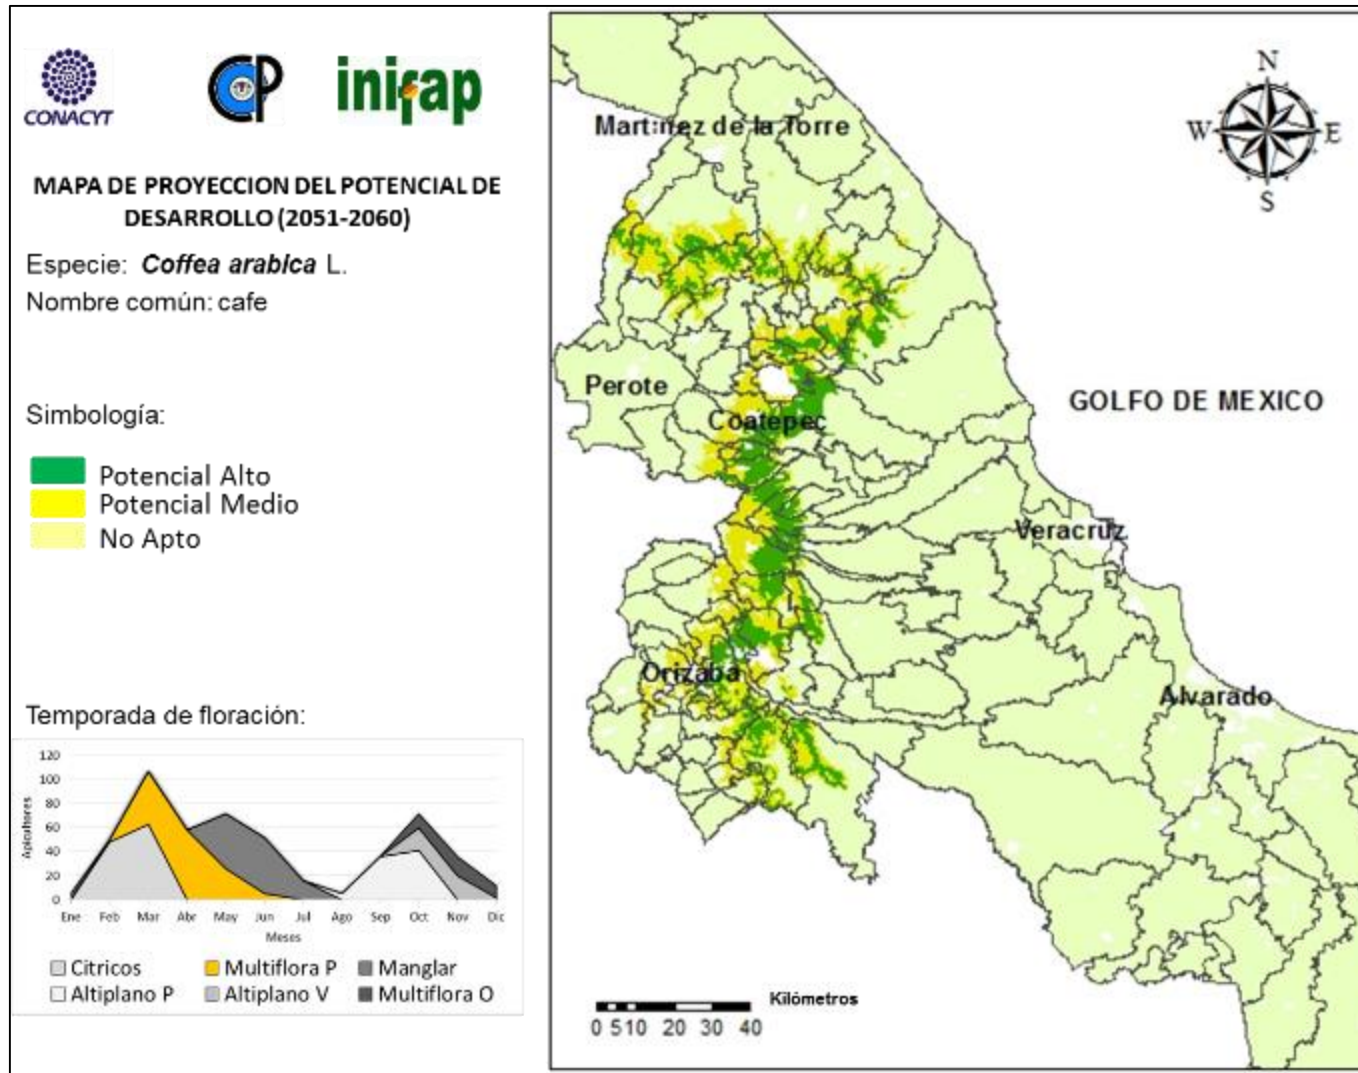 CONACYT
CP
inifap
MAPA DE PROYECCION DEL POTENCIAL DE
DESARROLLO (2051-2060)
Especie: Coffea arabica L.
Nombre común: cafe
Simbología:
Potencial Alto
Potencial Medio
No Apto
Temporada de floración:
120
100
80
60
40
20
0
Apicultores
Ene Feb Mar Abr May Jun Jul Ago Sep Oct Nov Dic
Meses
Citricos Multiflora P Manglar
Altiplano P Altiplano V Multiflora O
N
W E
S
Martínez de la Torre
Perote
Coatepec
GOLFO DE MEXICO
Veracruz
Orizaba
Alvarado
Kilómetros
0 5 10 20 30 40